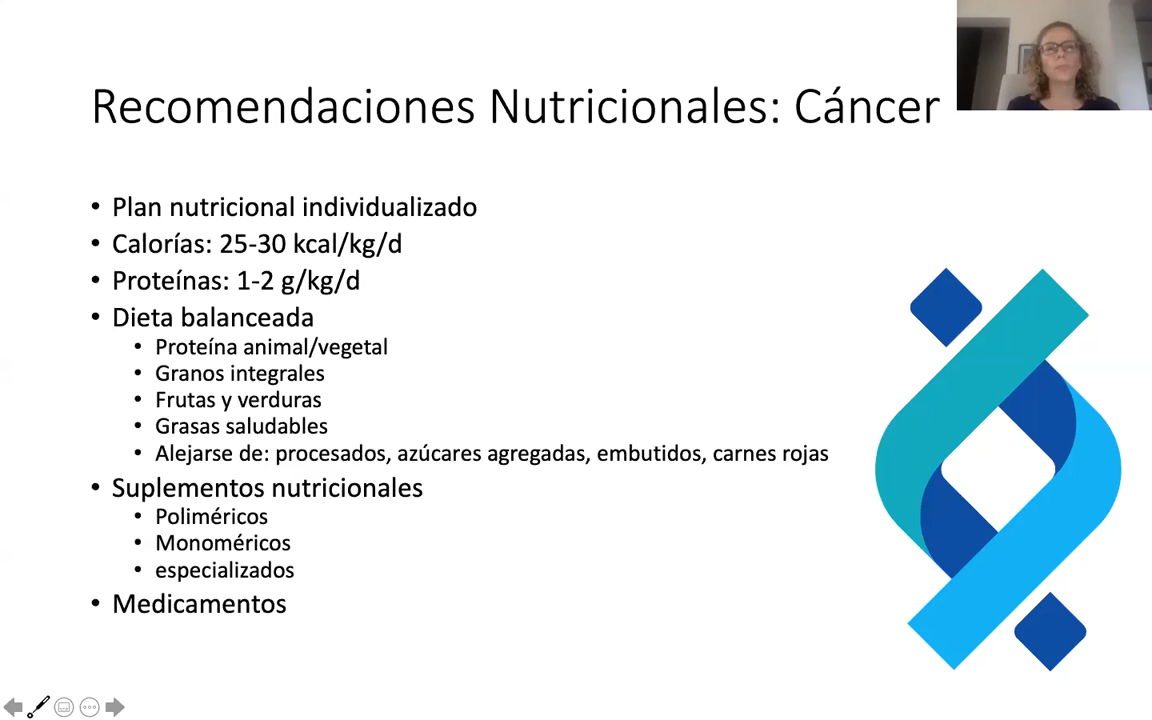 Recomendaciones Nutricionales: Cáncer
• Plan nutricional individualizado
• Calorías: 25-30 kcal/kg/d
• Proteínas: 1-2 g/kg/d
• Dieta balanceada
• Proteína animal/vegetal
• Granos integrales
• Frutas y verduras
• Grasas saludables
• Alejarse de: procesados, azúcares agregadas, embutidos, carnes rojas
• Suplementos nutricionales
• Poliméricos
• Monoméricos
• especializados
• Medicamentos